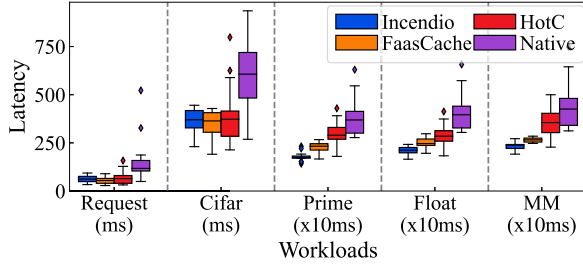 Incendio
HotC
FaasCache
Native
Latency
750
500
250
0
Request
Cifar
Prime
Float
MM
(ms)
(ms)
(x10ms)
(x10ms)
(x10ms)
Workloads